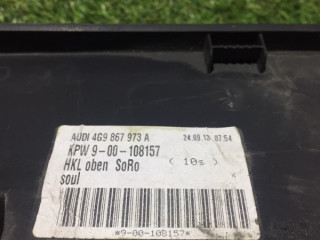 AUDI 4G9 867 973 A 24.09.13 07:54
KPW 9-00-108157
HKL oben SoRo ( 10s )
soul
*9-00-108157*